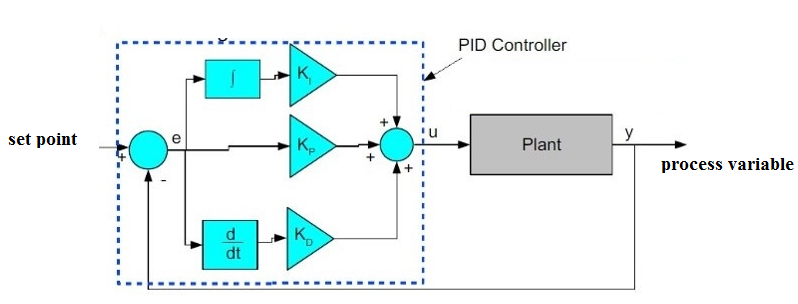 PID Controller
∫
K_I
+
set point
e
K_P
+
+
-
+
+
u
Plant
y
process variable
d
dt
K_D